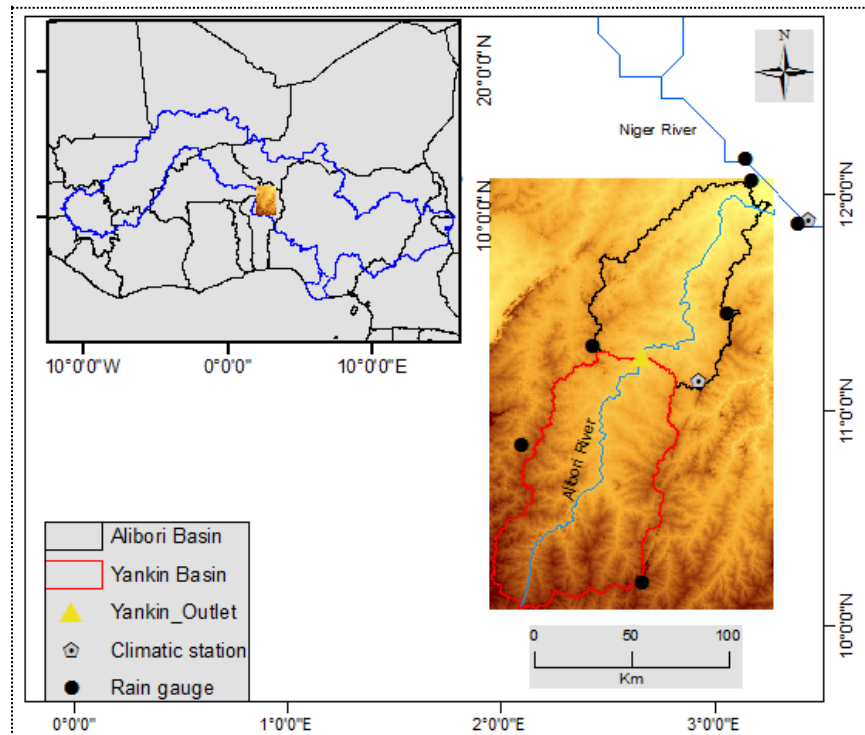 N
Niger River
20°0'0"N
10°0'0"N
12°0'0"N
11°0'0"N
10°0'0"N
10°0'0"W
0°0'0"
10°0'0"E
Alibori River
Alibori Basin
Yankin Basin
Yankin_Outlet
Climatic station
Rain gauge
0
50
100
Km
0°0'0"
1°0'0"E
2°0'0"E
3°0'0"E